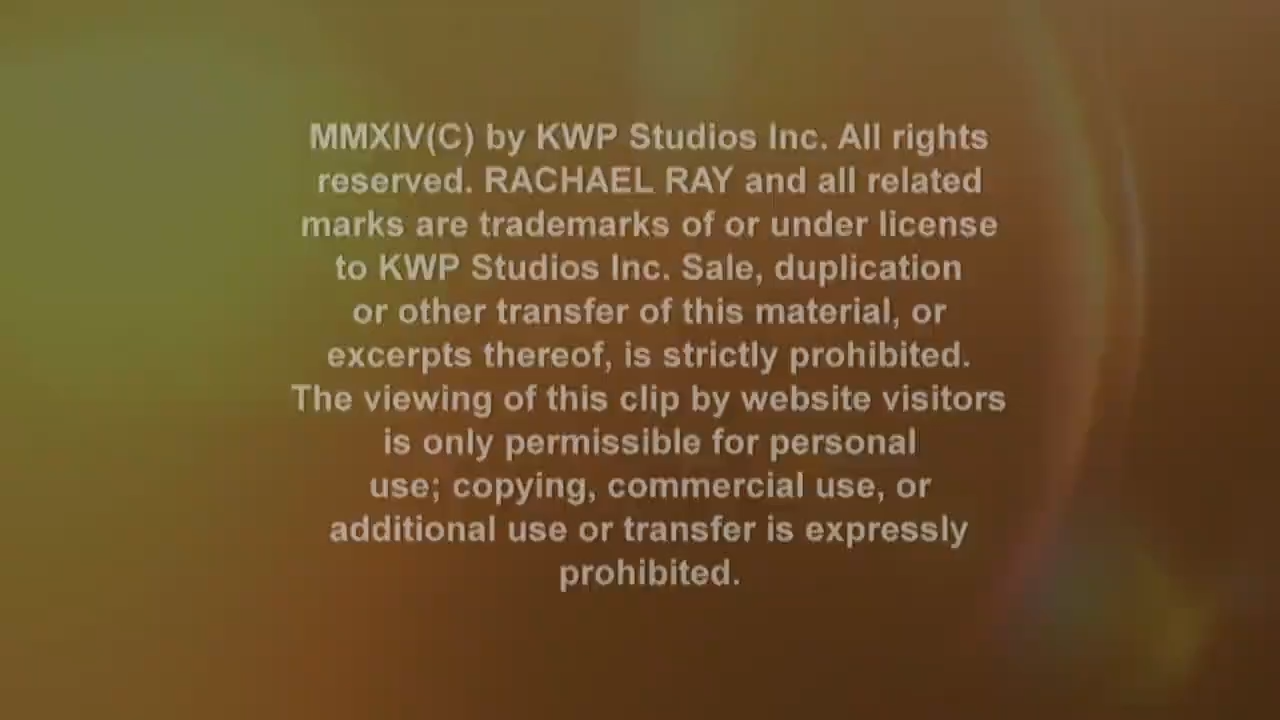 MMXIV(C) by KWP Studios Inc. All rights
reserved. RACHAEL RAY and all related
marks are trademarks of or under license
to KWP Studios Inc. Sale, duplication
or other transfer of this material, or
excerpts thereof, is strictly prohibited.
The viewing of this clip by website visitors
is only permissible for personal
use; copying, commercial use, or
additional use or transfer is expressly
prohibited.